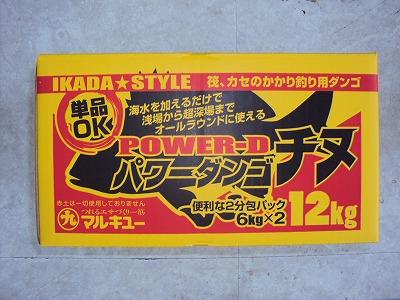 IKADA★STYLE 筏、カセのかかり釣り用ダンゴ
単品OK
海水を加えるだけで
浅場から超深場まで
オールラウンドに使える
POWER-D
パワーダンゴチヌ
便利な2分包パック
6kg×2
12kg
赤土は一切使用しておりません
つれるエサづくり一筋
九
マルキユー